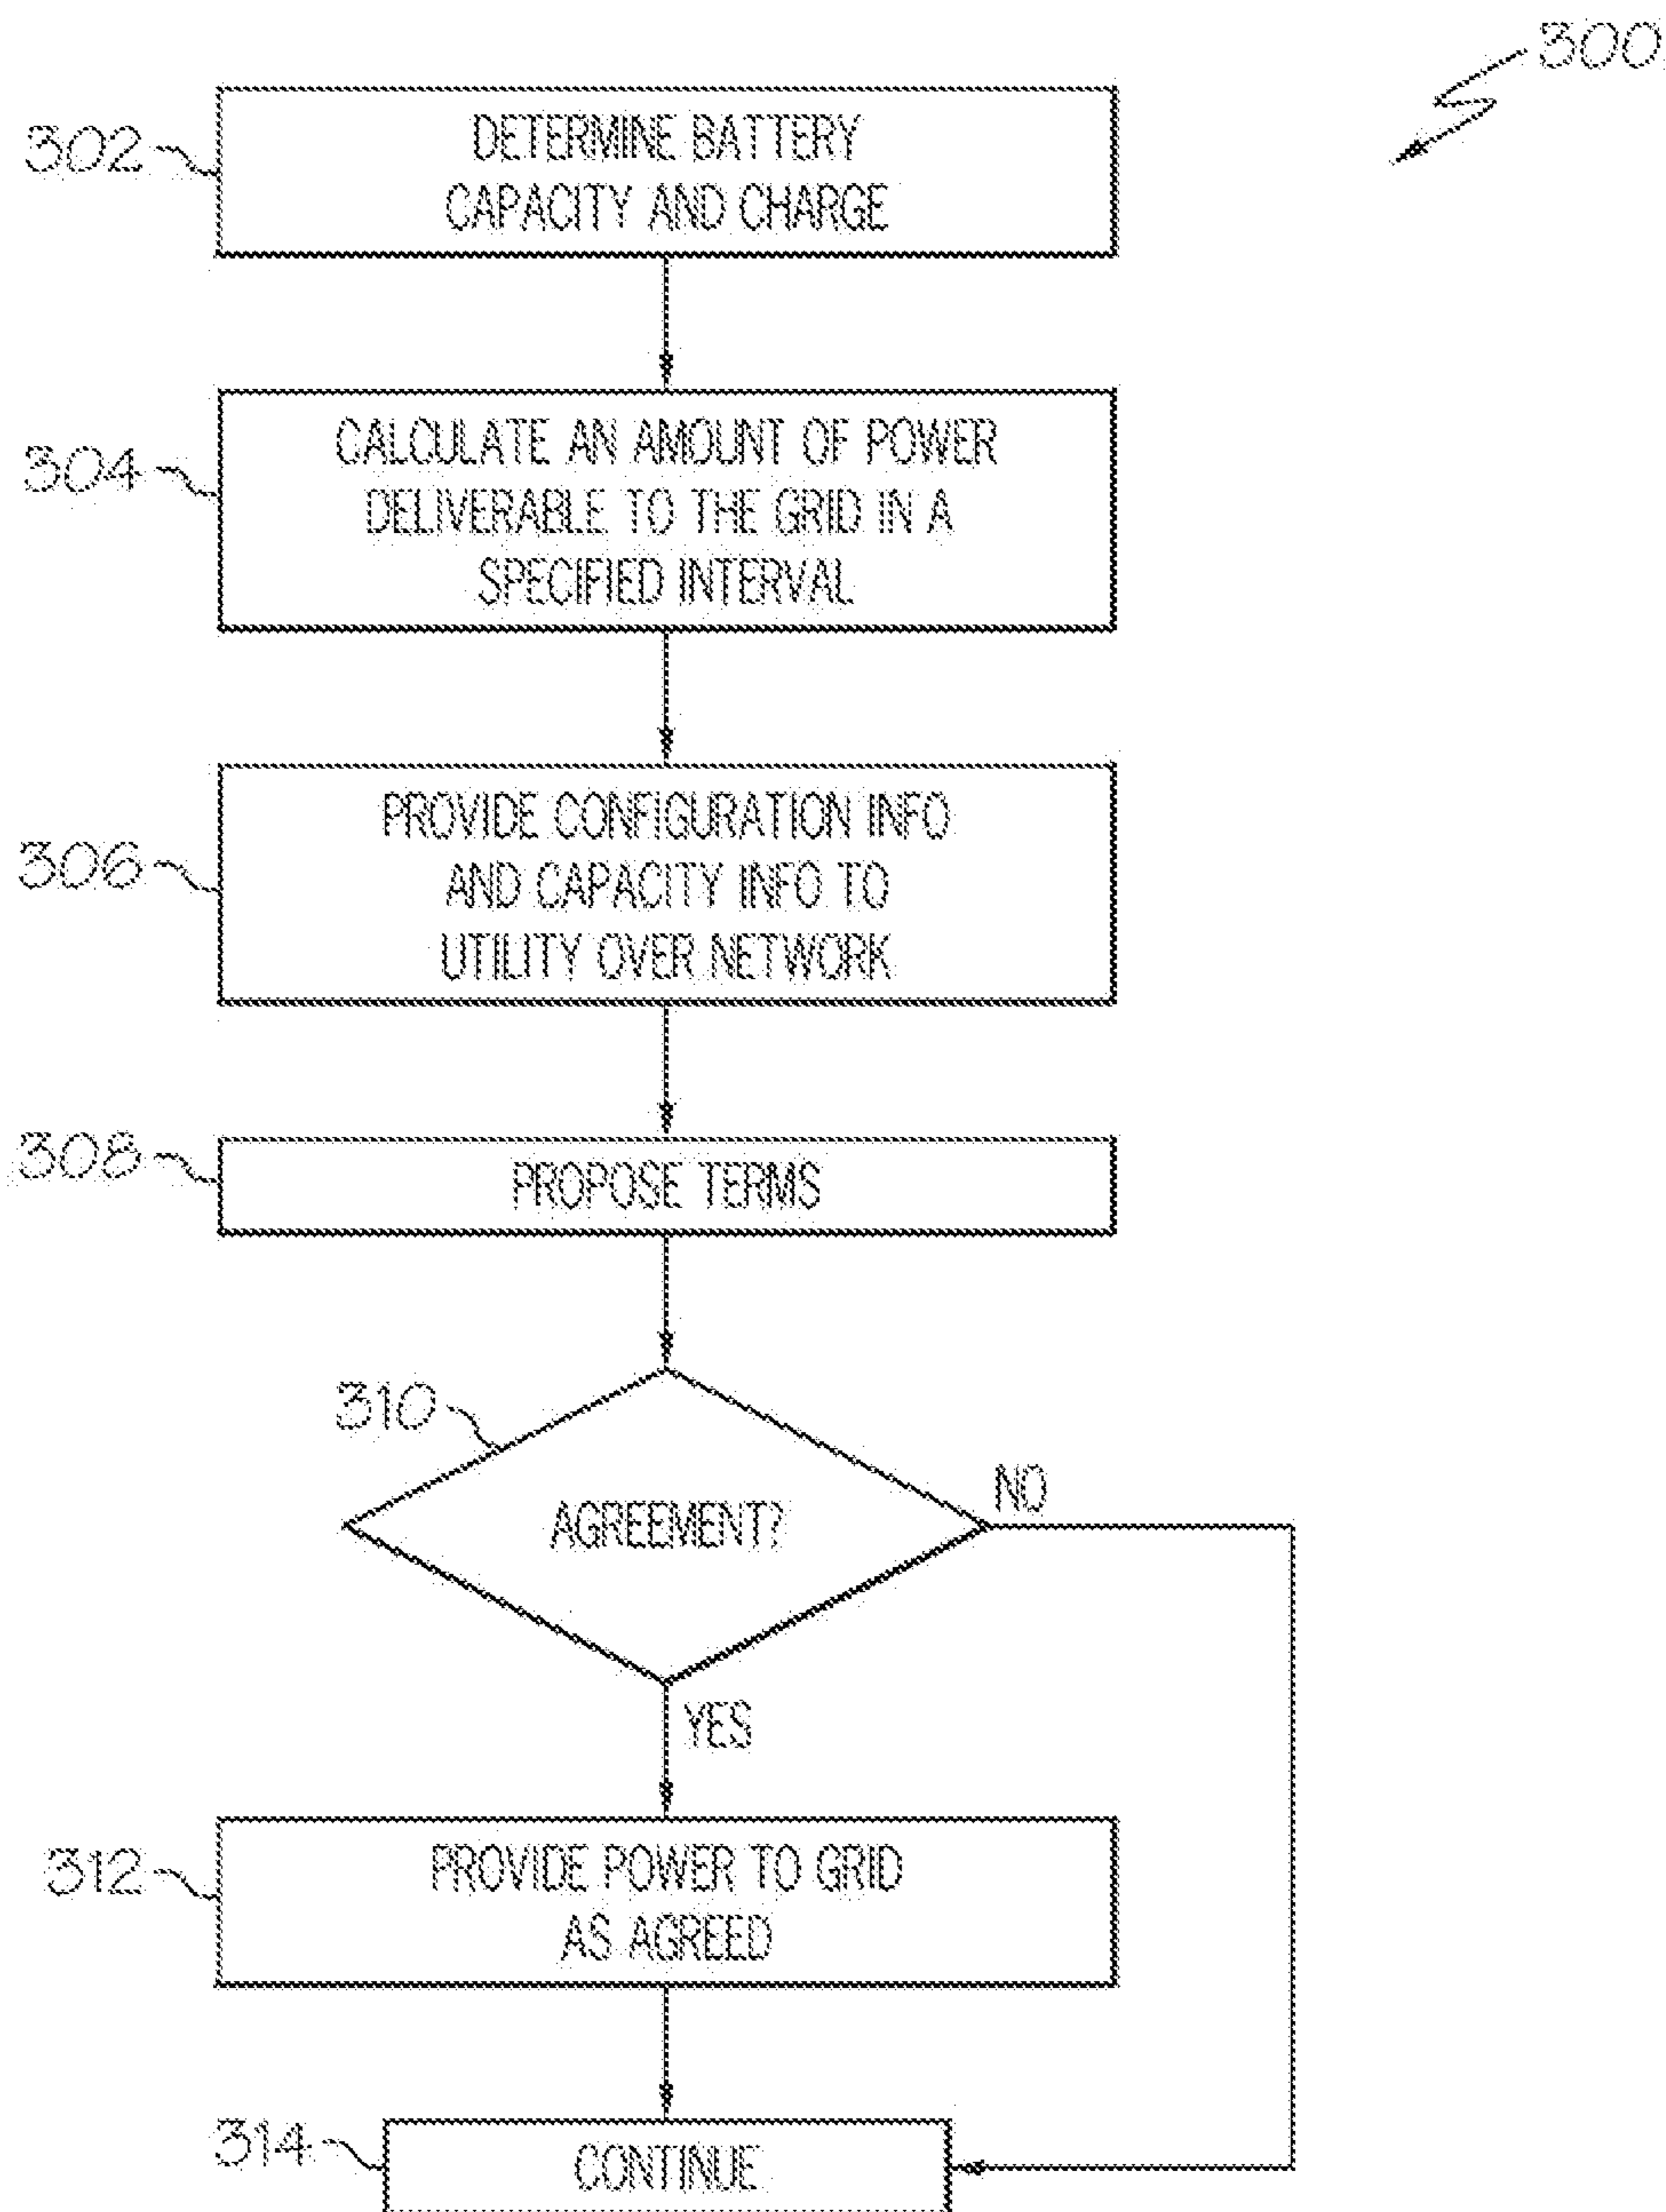 300
302
DETERMINE BATTERY
CAPACITY AND CHARGE
304
CALCULATE AN AMOUNT OF POWER
DELIVERABLE TO THE GRID IN A
SPECIFIED INTERVAL
306
PROVIDE CONFIGURATION INFO
AND CAPACITY INFO TO
UTILITY OVER NETWORK
308
PROPOSE TERMS
310
AGREEMENT?
NO
YES
312
PROVIDE POWER TO GRID
AS AGREED
314
CONTINUE